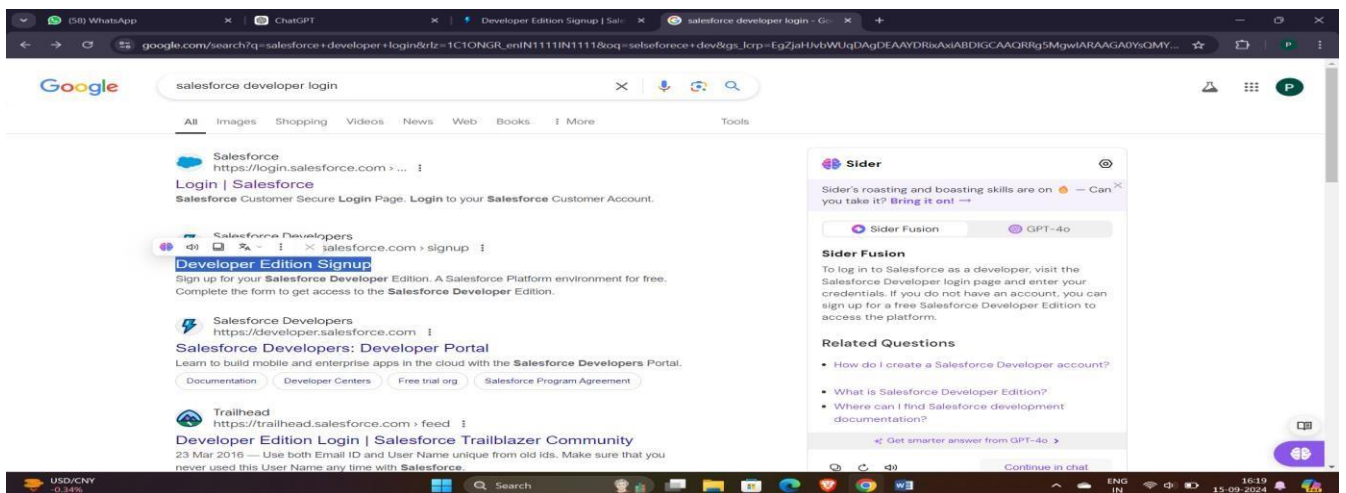 (58) WhatsApp
ChatGPT
Developer Edition Signup | Sale
salesforce developer login - Go
google.com/search?q=salesforce+developer+login&rlz=1C1ONGR_enIN1111IN1111&oq=selseforece+dev&gs_lcrp=
P
Google
salesforce developer login
P
All Images Shopping Videos News Web Books More Tools
Salesforce
https://login.salesforce.com › ...
Login | Salesforce
Salesforce Customer Secure Login Page. Login to your Salesforce Customer Account.
Salesforce Developers
salesforce.com › signup
Developer Edition Signup
Sign up for your Salesforce Developer Edition. A Salesforce Platform environment for free.
Complete the form to get access to the Salesforce Developer Edition.
Salesforce Developers
https://developer.salesforce.com
Salesforce Developers: Developer Portal
Learn to build mobile and enterprise apps in the cloud with the Salesforce Developers Portal.
Documentation Developer Centers Free trial org Salesforce Program Agreement
Trailhead
https://trailhead.salesforce.com › feed
Developer Edition Login | Salesforce Trailblazer Community
23 Mar 2016 — Use both Email ID and User Name unique from old ids. Make sure that you
never used this User Name any time with Salesforce.
Sider
Sider's roasting and boasting skills are on 🔥 — Can
you take it? Bring it on! →
Sider Fusion GPT-4o
Sider Fusion
To log in to Salesforce as a developer, visit the
Salesforce Developer login page and enter your
credentials. If you do not have an account, you can
sign up for a free Salesforce Developer Edition to
access the platform.
Related Questions
• How do I create a Salesforce Developer account?
• What is Salesforce Developer Edition?
• Where can I find Salesforce development
documentation?
Get smarter answer from GPT-4o >
Continue in chat
USD/CNY
-0.34%
Search
ENG
IN
16:19
15-09-2024